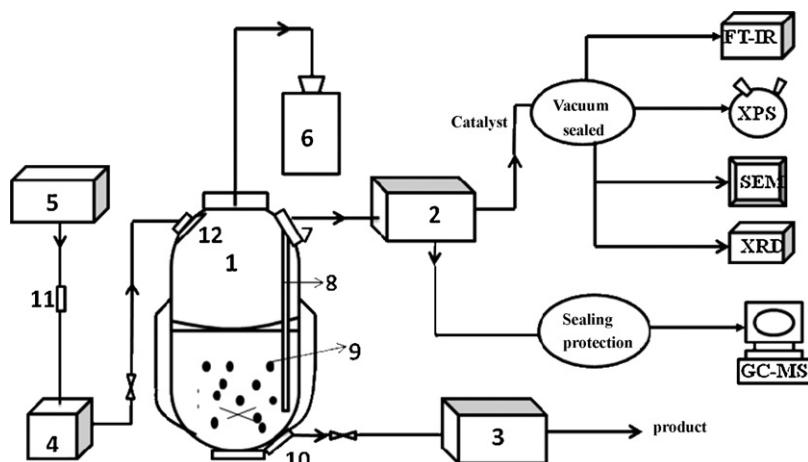 FT-IR
Catalyst
Vacuum
sealed
XPS
6
SEM
5
12
7
2
XRD
1
8
11
Sealing
protection
9
GC-MS
4
10
3
product